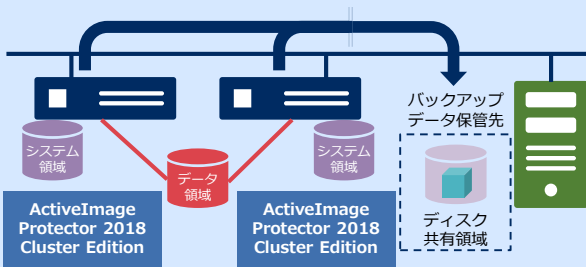 システム
領域
データ
領域
システム
領域
バックアップ
データ保管先
ディスク
共有領域
ActiveImage
Protector 2018
Cluster Edition
ActiveImage
Protector 2018
Cluster Edition